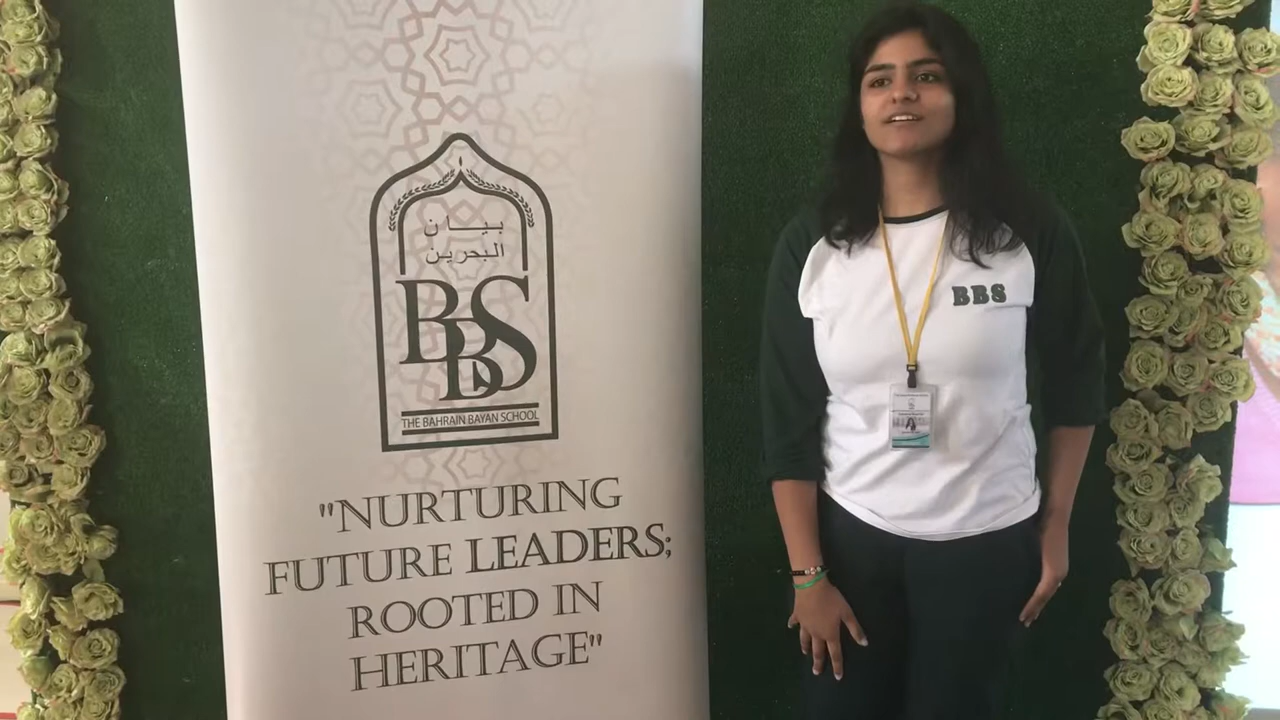 بيان
البحرين
BBS
THE BAHRAIN BAYAN SCHOOL
"NURTURING
FUTURE LEADERS;
ROOTED IN
HERITAGE"
BBS